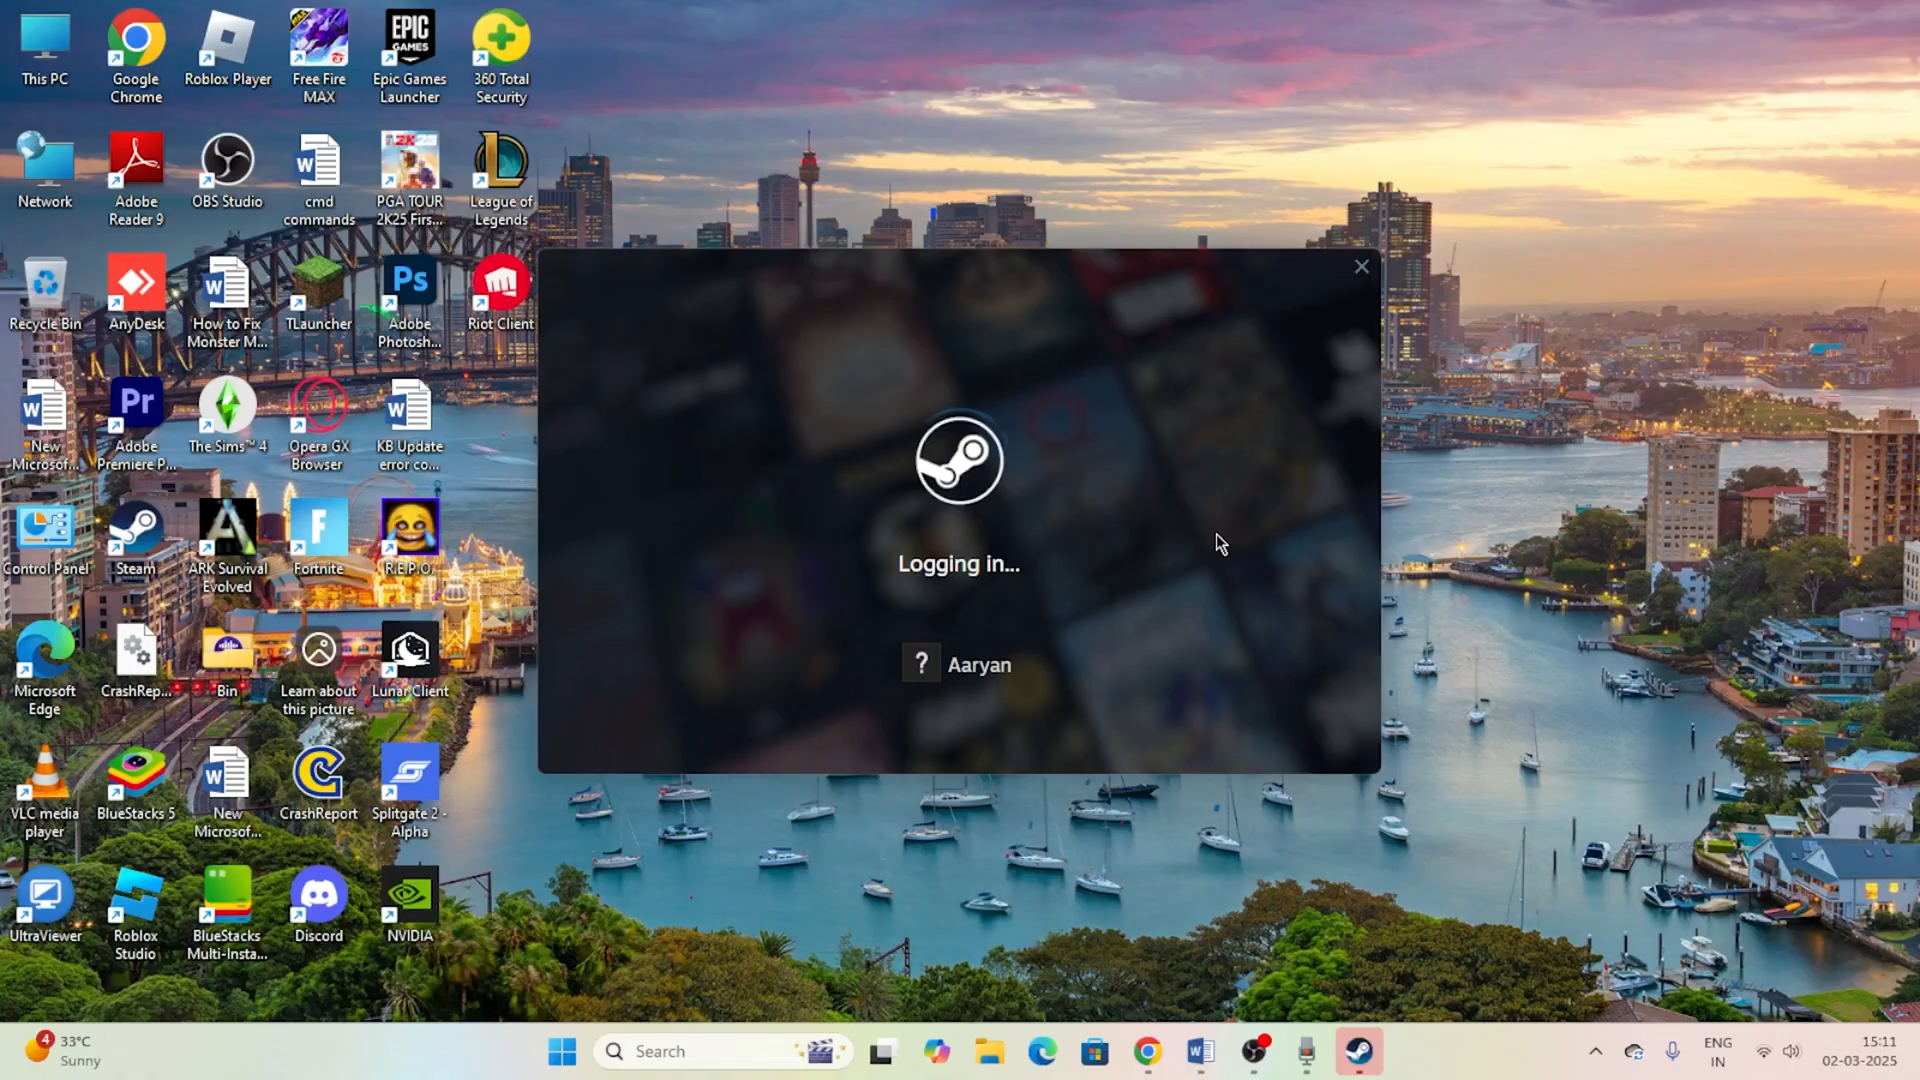 This PC
Google
Chrome
Roblox Player
Free Fire
MAX
Epic Games
Launcher
360 Total
Security
Network
Adobe
Reader 9
OBS Studio
cmd
commands
PGA TOUR
2K25 Firs...
League of
Legends
Recycle Bin
AnyDesk
How to Fix
Monster M...
TLauncher
Adobe
Photosh...
Riot Client
New
Microsof...
Adobe
Premiere P...
The Sims™ 4
Opera GX
Browser
KB Update
error co...
Control Panel
Steam
ARK Survival
Evolved
Fortnite
R.E.P.O.
Microsoft
Edge
CrashRep...
Bin
Learn about
this picture
Lunar Client
VLC media
player
BlueStacks 5
New
Microsof...
CrashReport
Splitgate 2 -
Alpha
UltraViewer
Roblox
Studio
BlueStacks
Multi-Insta...
Discord
NVIDIA
EPIC
GAMES
2K25
Ps
Pr
Logging in...
? Aaryan
4
33°C
Sunny
Search
ENG
IN
15:11
02-03-2025